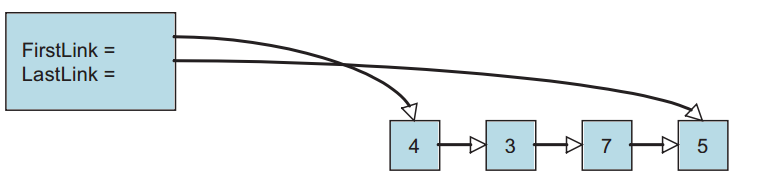 FirstLink =
LastLink =
4 3 7 5